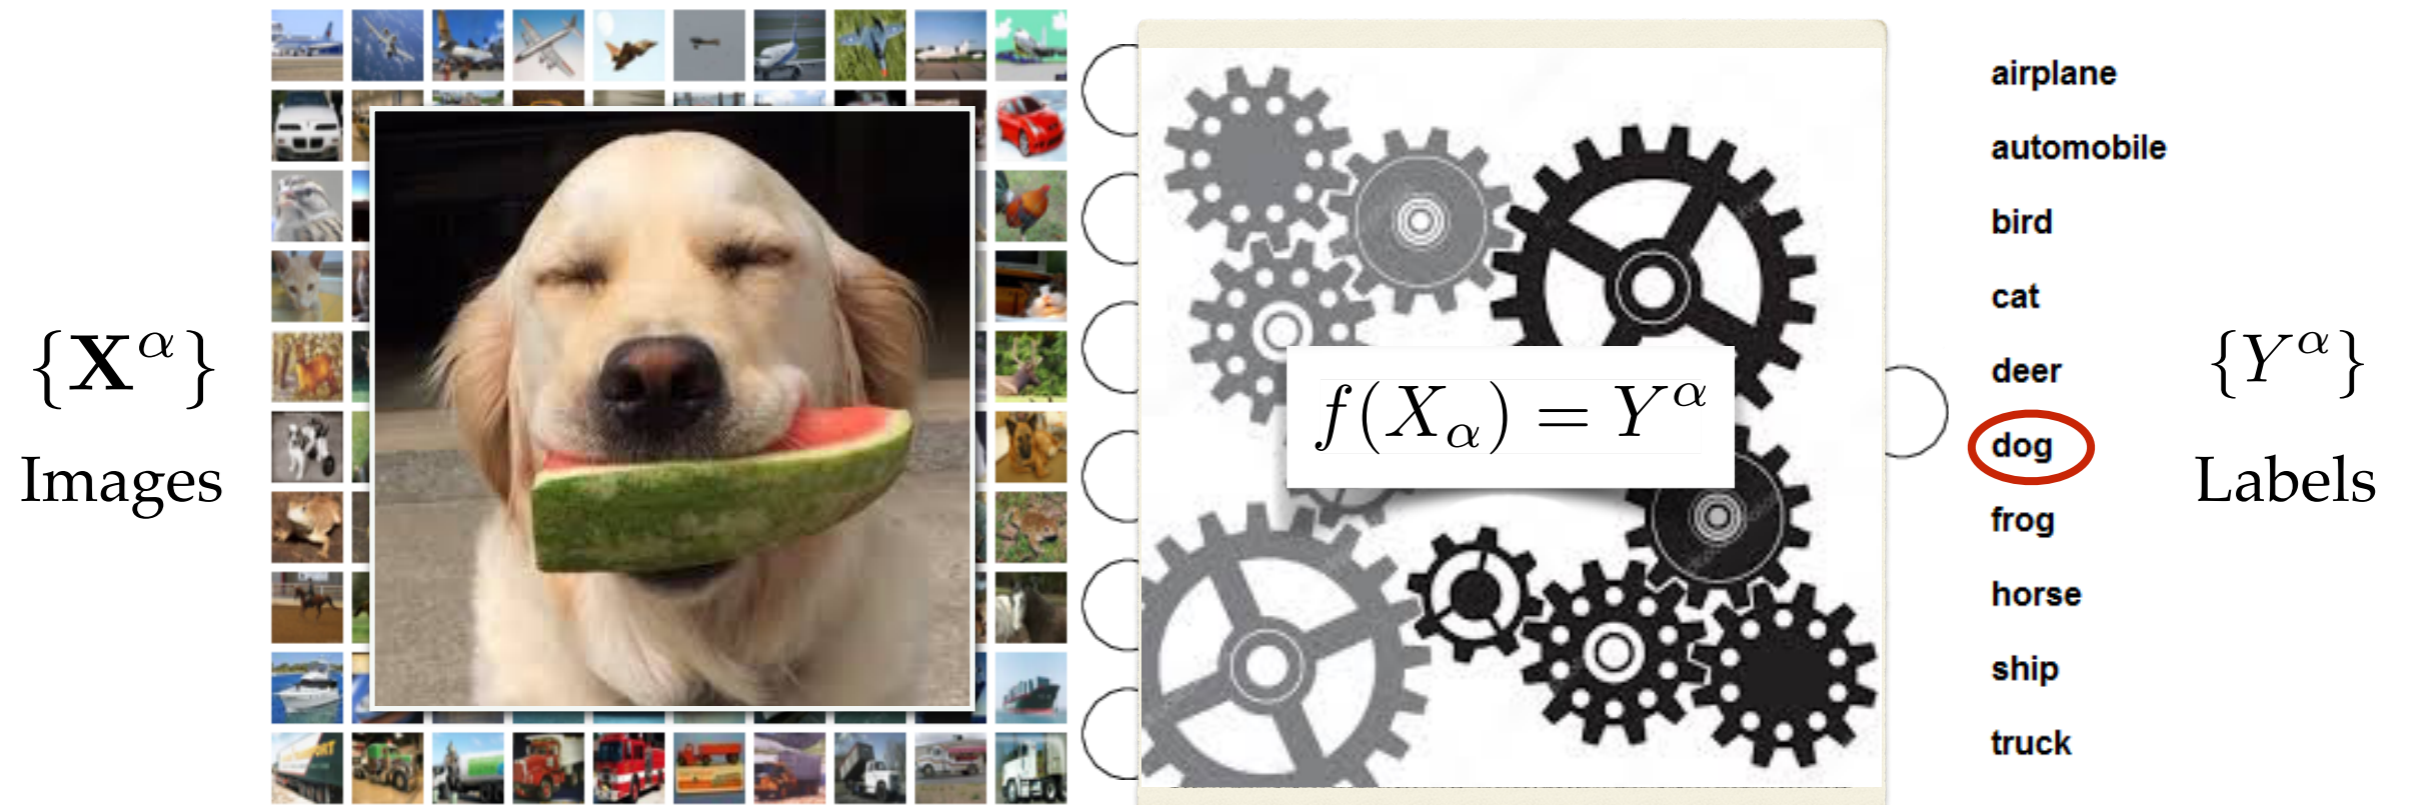 {X^α}
Images
f(X_α) = Y^α
airplane
automobile
bird
cat
deer
dog
frog
horse
ship
truck
{Y^α}
Labels